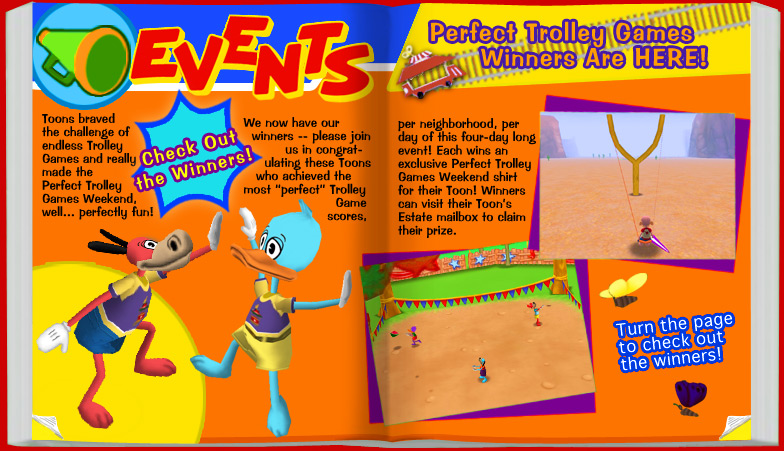 EVENTS
Perfect Trolley Games
Winners Are HERE!
Toons braved
the challenge of
endless Trolley
Games and really
made the
Perfect Trolley
Games Weekend,
well... perfectly fun!
Check Out
the Winners!
We now have our
winners -- please join
us in congrat-
ulating these Toons
who achieved the
most "perfect" Trolley
Game
scores,
per neighborhood, per
day of this four-day long
event! Each wins an
exclusive Perfect Trolley
Games Weekend shirt
for their Toon! Winners
can visit their Toon's
Estate mailbox to claim
their prize.
Turn the page
to check out
the winners!